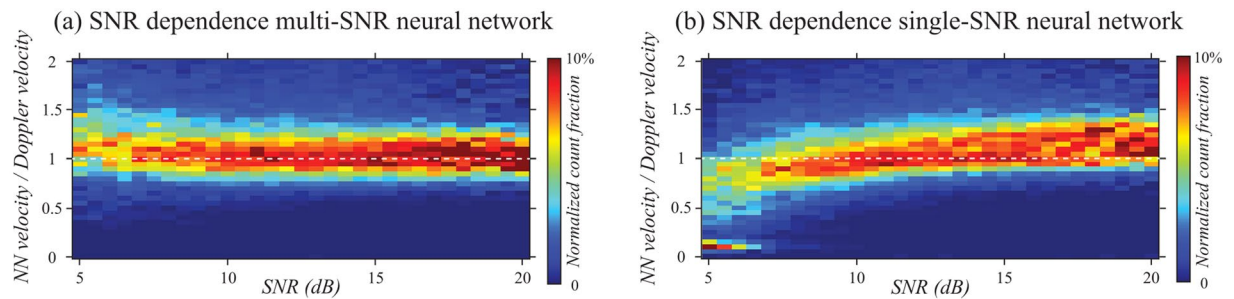 (a) SNR dependence multi-SNR neural network
NN velocity / Doppler velocity
2
1.5
1
0.5
0
5
10
15
20
SNR (dB)
10%
0
Normalized count fraction
(b) SNR dependence single-SNR neural network
NN velocity / Doppler velocity
2
1.5
1
0.5
0
5
10
15
20
SNR (dB)
10%
0
Normalized count fraction